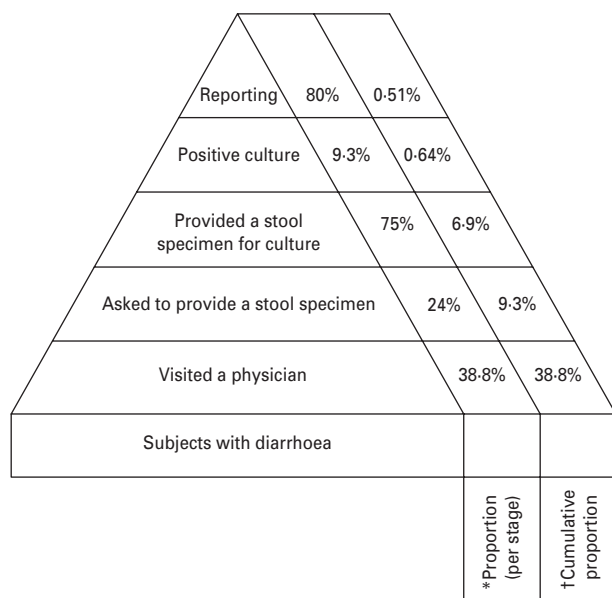 Reporting 80% 0·51%
Positive culture 9·3% 0·64%
Provided a stool
specimen for culture 75% 6·9%
Asked to provide a stool specimen 24% 9·3%
Visited a physician 38·8% 38·8%
Subjects with diarrhoea
*Proportion
(per stage)
†Cumulative
proportion